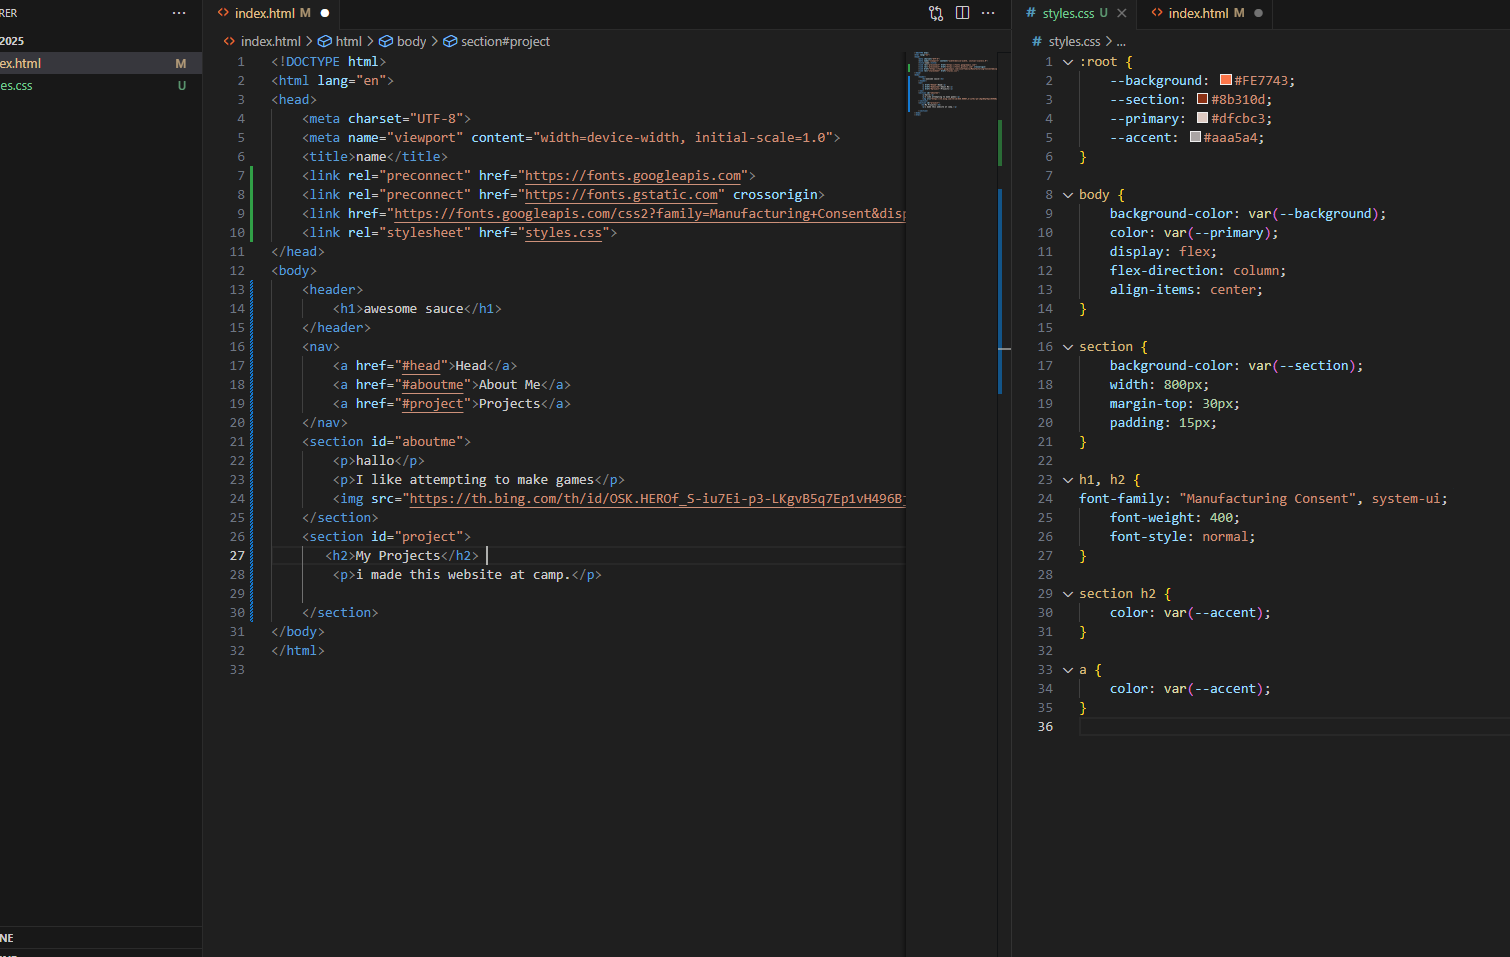 RER
···
2025
ex.html M
es.css U
NE
<> index.html M ●
···
<> index.html > html > body > section#project
1 <!DOCTYPE html>
2 <html lang="en">
3 <head>
4 <meta charset="UTF-8">
5 <meta name="viewport" content="width=device-width, initial-scale=1.0">
6 <title>name</title>
7 <link rel="preconnect" href="https://fonts.googleapis.com">
8 <link rel="preconnect" href="https://fonts.gstatic.com" crossorigin>
9 <link href="https://fonts.googleapis.com/css2?family=Manufacturing+Consent&disp
10 <link rel="stylesheet" href="styles.css">
11 </head>
12 <body>
13 <header>
14 <h1>awesome sauce</h1>
15 </header>
16 <nav>
17 <a href="#head">Head</a>
18 <a href="#aboutme">About Me</a>
19 <a href="#project">Projects</a>
20 </nav>
21 <section id="aboutme">
22 <p>hallo</p>
23 <p>I like attempting to make games</p>
24 <img src="https://th.bing.com/th/id/OSK.HEROf_S-iu7Ei-p3-LKgvB5q7Ep1vH496B
25 </section>
26 <section id="project">
27 <h2>My Projects</h2>
28 <p>i made this website at camp.</p>
29
30 </section>
31 </body>
32 </html>
33
# styles.css U ×
<> index.html M ●
# styles.css > ...
1 :root {
2 --background: #FE7743;
3 --section: #8b310d;
4 --primary: #dfcbc3;
5 --accent: #aaa5a4;
6 }
7
8 body {
9 background-color: var(--background);
10 color: var(--primary);
11 display: flex;
12 flex-direction: column;
13 align-items: center;
14 }
15
16 section {
17 background-color: var(--section);
18 width: 800px;
19 margin-top: 30px;
20 padding: 15px;
21 }
22
23 h1, h2 {
24 font-family: "Manufacturing Consent", system-ui;
25 font-weight: 400;
26 font-style: normal;
27 }
28
29 section h2 {
30 color: var(--accent);
31 }
32
33 a {
34 color: var(--accent);
35 }
36